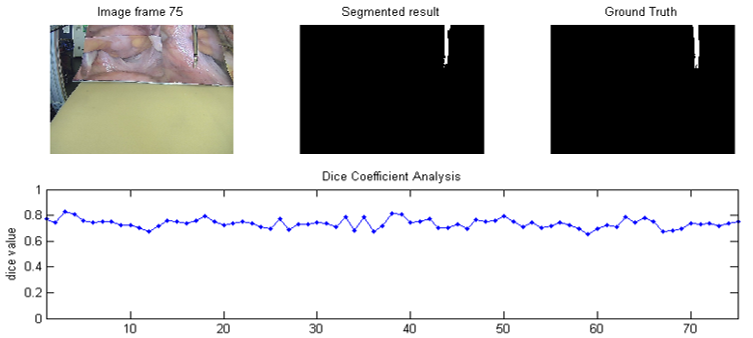 Image frame 75
Segmented result
Ground Truth
Dice Coefficient Analysis
dice value
1
0.8
0.6
0.4
0.2
0
10
20
30
40
50
60
70